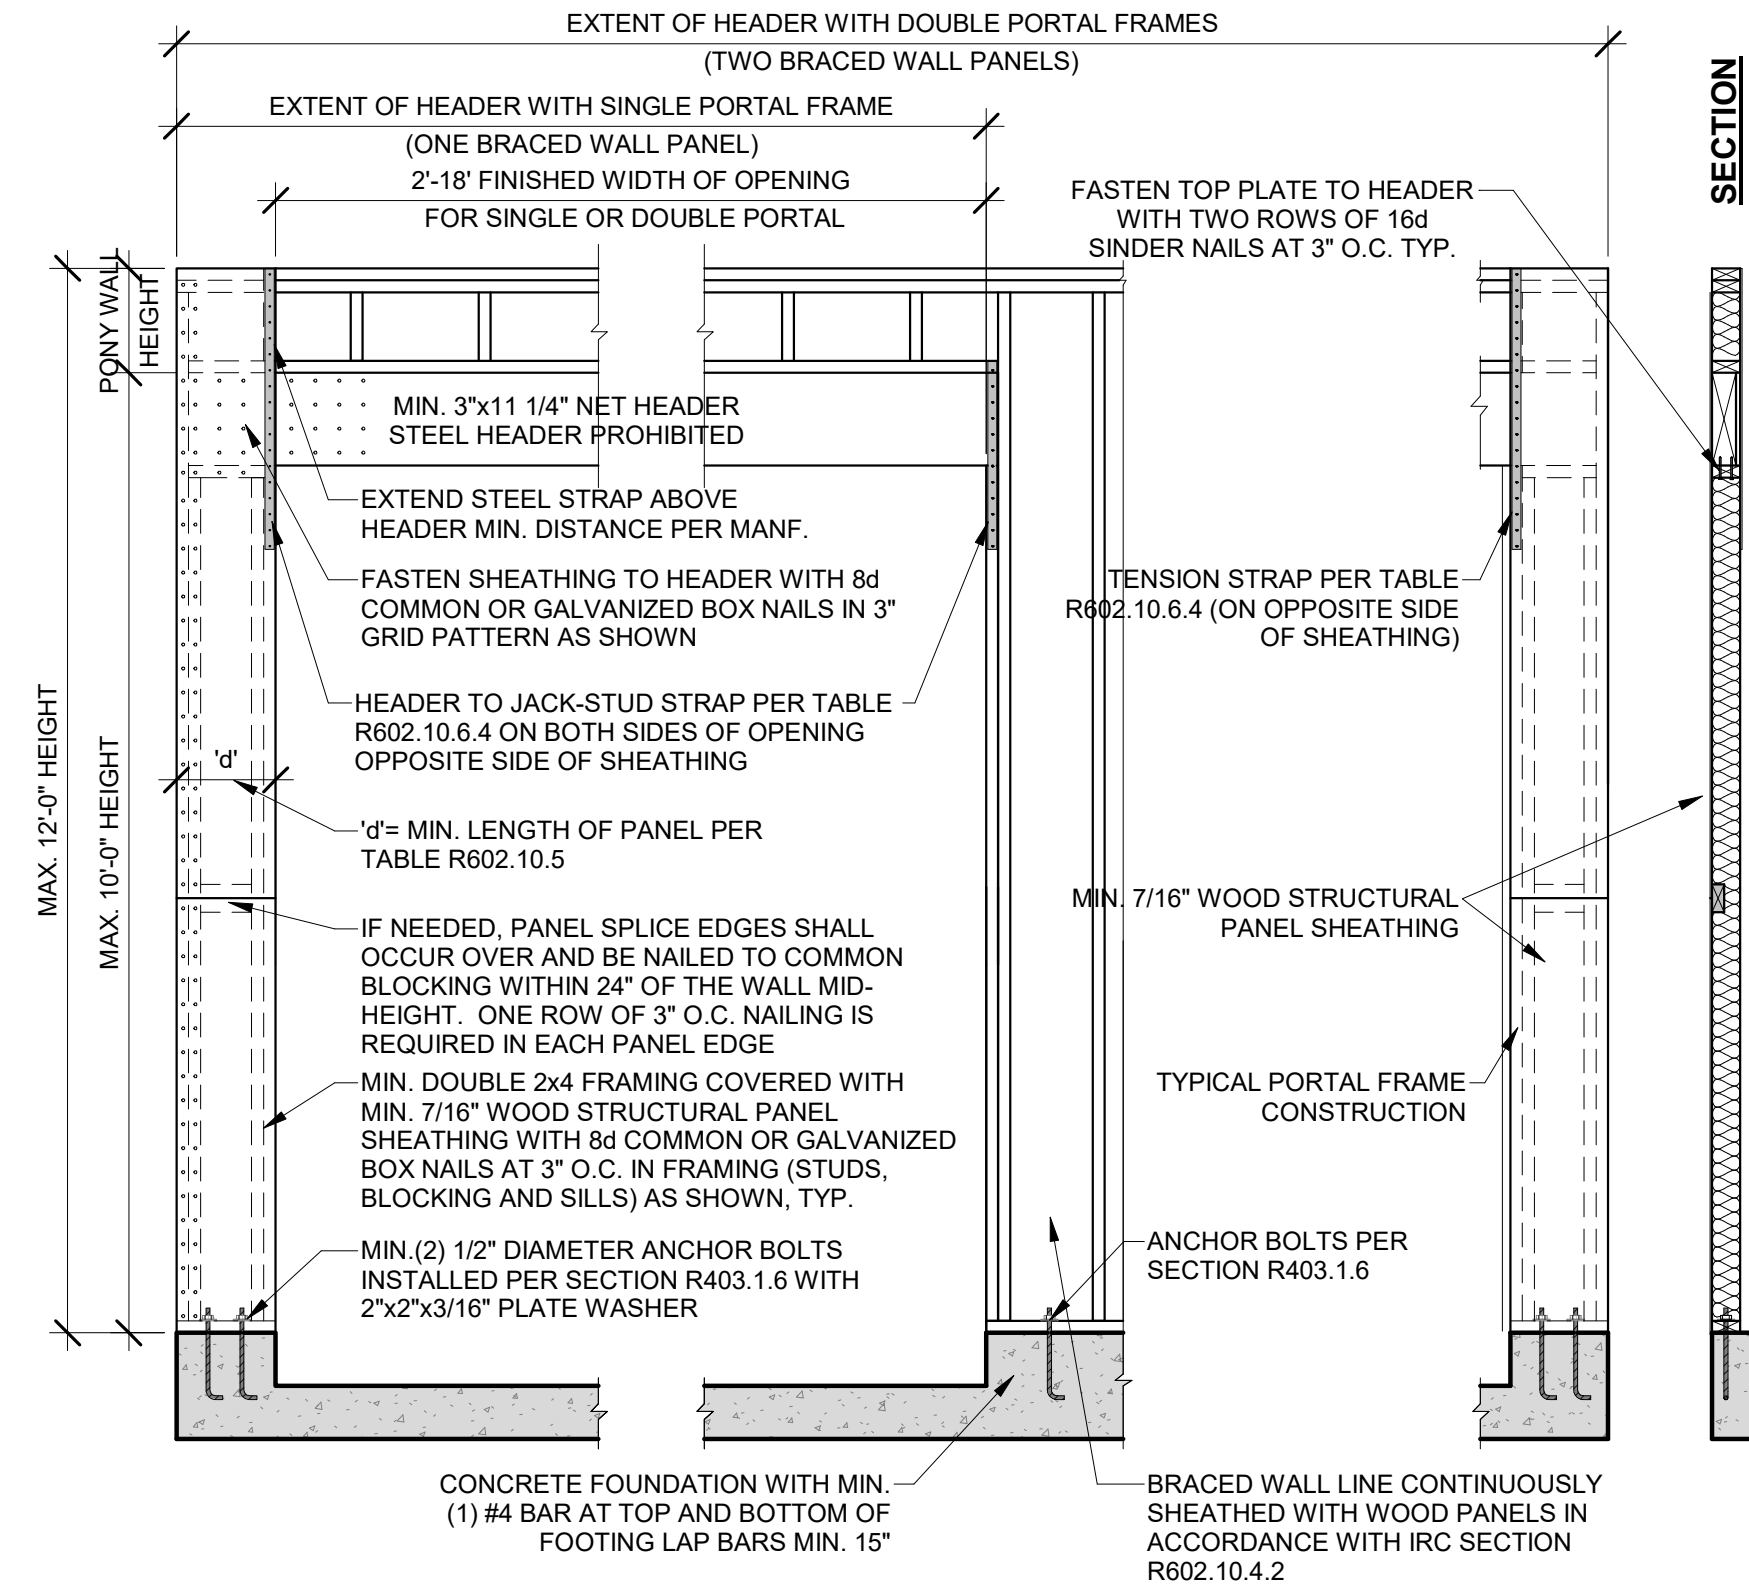 EXTENT OF HEADER WITH DOUBLE PORTAL FRAMES
(TWO BRACED WALL PANELS)
EXTENT OF HEADER WITH SINGLE PORTAL FRAME
(ONE BRACED WALL PANEL)
2'-18' FINISHED WIDTH OF OPENING
FOR SINGLE OR DOUBLE PORTAL
SECTION
FASTEN TOP PLATE TO HEADER
WITH TWO ROWS OF 16d
SINDER NAILS AT 3" O.C. TYP.
PONY WALL
HEIGHT
MIN. 3"x11 1/4" NET HEADER
STEEL HEADER PROHIBITED
EXTEND STEEL STRAP ABOVE
HEADER MIN. DISTANCE PER MANF.
FASTEN SHEATHING TO HEADER WITH 8d
COMMON OR GALVANIZED BOX NAILS IN 3"
GRID PATTERN AS SHOWN
TENSION STRAP PER TABLE
R602.10.6.4 (ON OPPOSITE SIDE
OF SHEATHING)
HEADER TO JACK-STUD STRAP PER TABLE
R602.10.6.4 ON BOTH SIDES OF OPENING
OPPOSITE SIDE OF SHEATHING
MAX. 12'-0" HEIGHT
MAX. 10'-0" HEIGHT
'd'
'd'= MIN. LENGTH OF PANEL PER
TABLE R602.10.5
MIN. 7/16" WOOD STRUCTURAL
PANEL SHEATHING
IF NEEDED, PANEL SPLICE EDGES SHALL
OCCUR OVER AND BE NAILED TO COMMON
BLOCKING WITHIN 24" OF THE WALL MID-
HEIGHT. ONE ROW OF 3" O.C. NAILING IS
REQUIRED IN EACH PANEL EDGE
TYPICAL PORTAL FRAME
CONSTRUCTION
MIN. DOUBLE 2x4 FRAMING COVERED WITH
MIN. 7/16" WOOD STRUCTURAL PANEL
SHEATHING WITH 8d COMMON OR GALVANIZED
BOX NAILS AT 3" O.C. IN FRAMING (STUDS,
BLOCKING AND SILLS) AS SHOWN, TYP.
MIN.(2) 1/2" DIAMETER ANCHOR BOLTS
INSTALLED PER SECTION R403.1.6 WITH
2"x2"x3/16" PLATE WASHER
ANCHOR BOLTS PER
SECTION R403.1.6
CONCRETE FOUNDATION WITH MIN.
(1) #4 BAR AT TOP AND BOTTOM OF
FOOTING LAP BARS MIN. 15"
BRACED WALL LINE CONTINUOUSLY
SHEATHED WITH WOOD PANELS IN
ACCORDANCE WITH IRC SECTION
R602.10.4.2